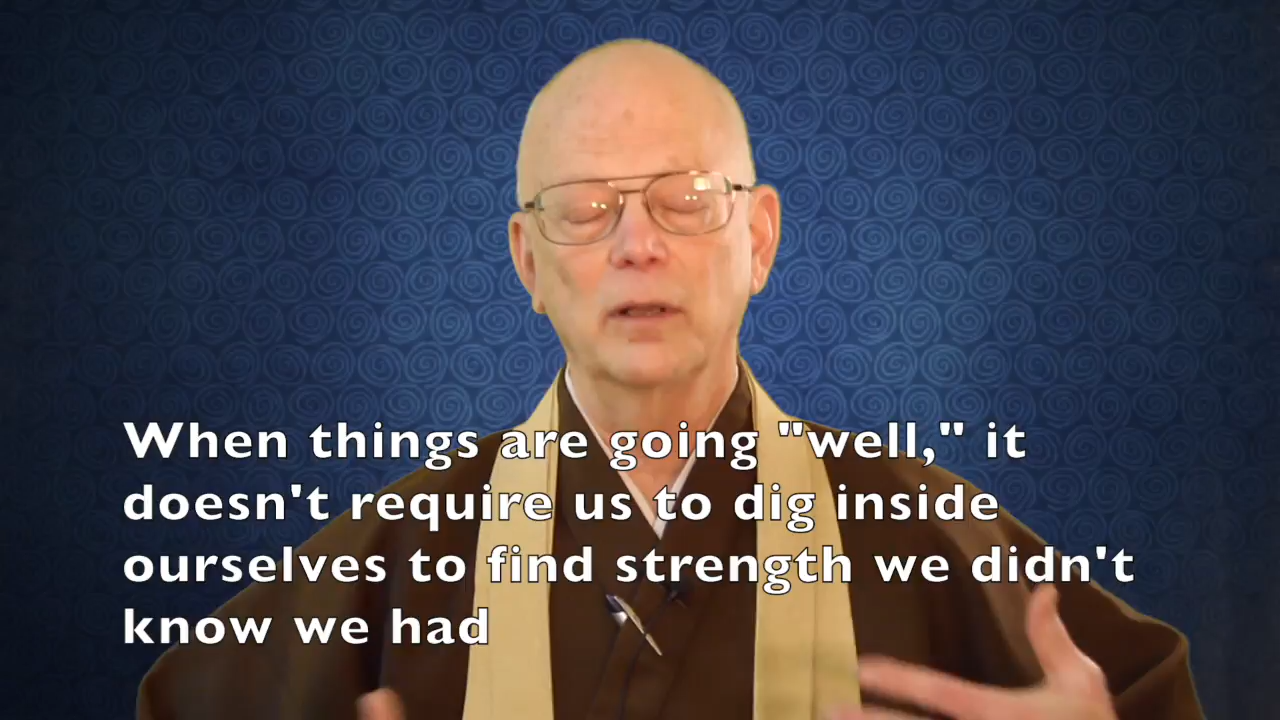 When things are going "well," it
doesn't require us to dig inside
ourselves to find strength we didn't
know we had